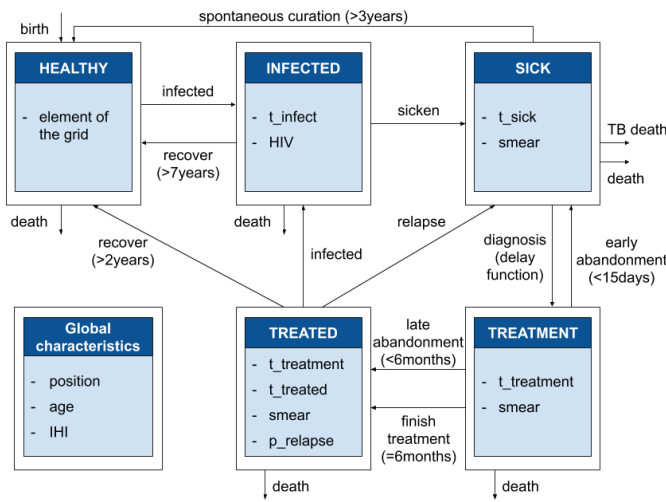 spontaneous curation (>3years)
birth
HEALTHY
- element of
the grid
infected
recover
(>7years)
INFECTED
- t_infect
- HIV
sicken
SICK
- t_sick
- smear
TB death
death
death
death
recover
(>2years)
infected
relapse
diagnosis
(delay
function)
early
abandonment
(<15days)
Global
characteristics
- position
- age
- IHI
TREATED
- t_treatment
- t_treated
- smear
- p_relapse
late
abandonment
(<6months)
finish
treatment
(=6months)
TREATMENT
- t_treatment
- smear
death
death